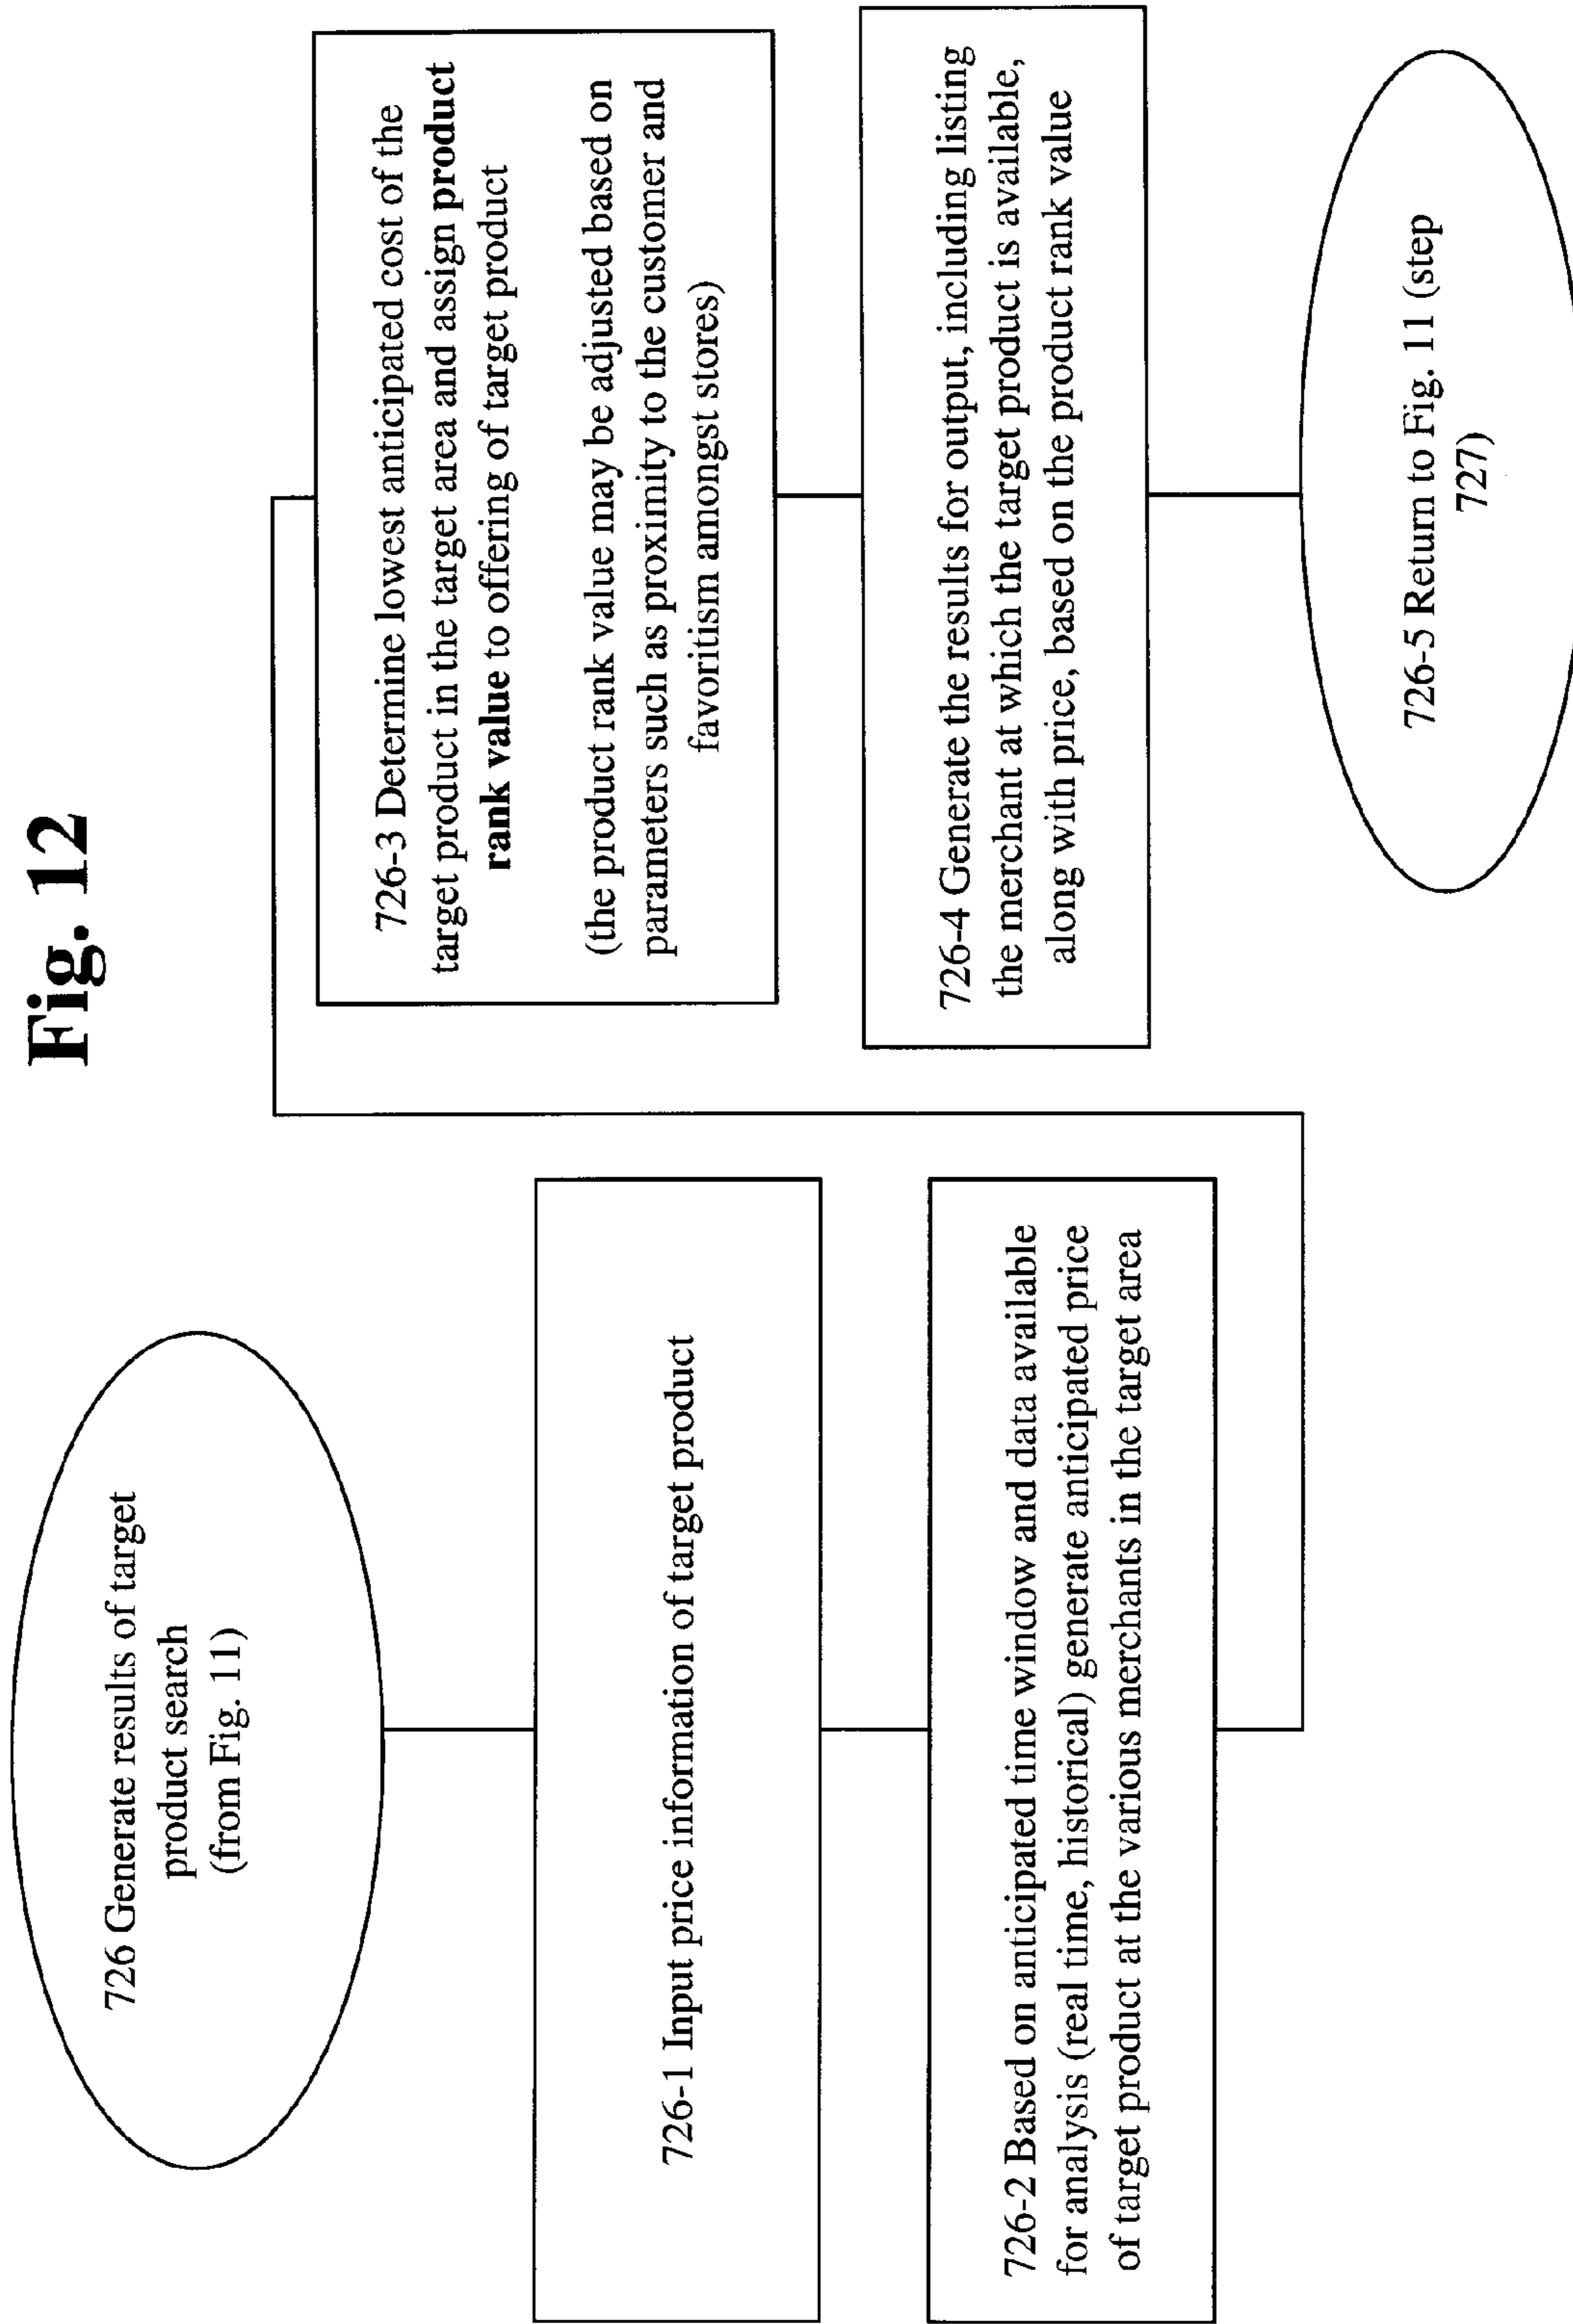 Fig. 12
726 Generate results of target
product search
(from Fig. 11)
726-1 Input price information of target product
726-2 Based on anticipated time window and data available
for analysis (real time, historical) generate anticipated price
of target product at the various merchants in the target area
726-3 Determine lowest anticipated cost of the
target product in the target area and assign product
rank value to offering of target product
(the product rank value may be adjusted based on
parameters such as proximity to the customer and
favoritism amongst stores)
726-4 Generate the results for output, including listing
the merchant at which the target product is available,
along with price, based on the product rank value
726-5 Return to Fig. 11 (step
727)